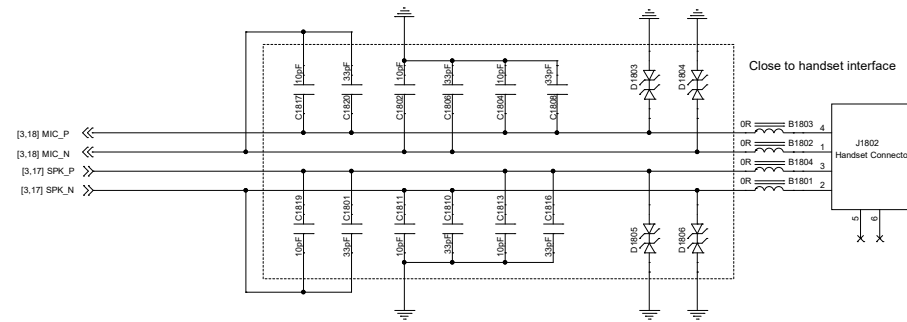 10pF
33pF
10pF
33pF
10pF
33pF
C1817
C1820
C1802
C1806
C1804
C1808
D1803
D1804
Close to handset interface
[3,18] MIC_P
[3,18] MIC_N
[3,17] SPK_P
[3,17] SPK_N
0R B1803 4
0R B1802 1
0R B1804 3
0R B1801 2
J1802
Handset Connecto
5 6
C1819
C1801
C1811
C1810
C1813
C1816
10pF
33pF
10pF
33pF
10pF
33pF
D1805
D1806